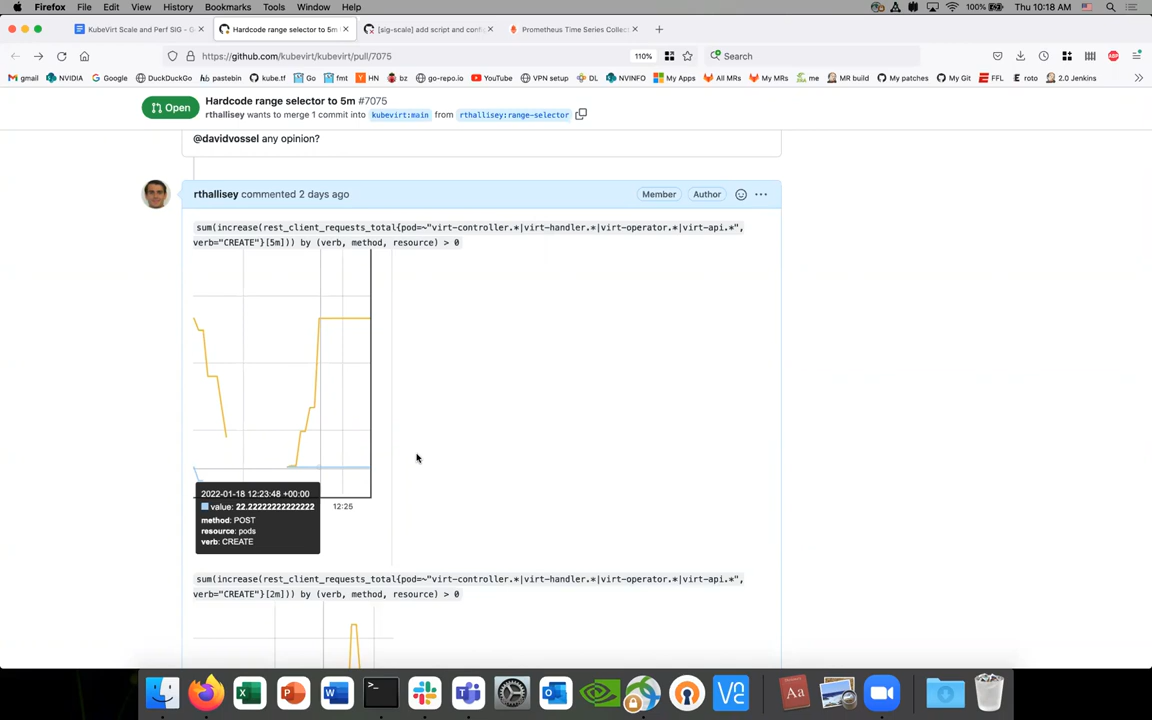 Firefox File Edit View History Bookmarks Tools Window Help 100% Thu 10:18 AM
KubeVirt Scale and Perf SIG - G
Hardcode range selector to 5m
[sig-scale] add script and conf
Prometheus Time Series Collect
https://github.com/kubevirt/kubevirt/pull/7075 110% Search
gmail NVIDIA Google DuckDuckGo pastebin kube.tf Go fmt HN bz go-repo.io YouTube VPN setup DL NVINFO My Apps All MRs My MRs me MR build My patches My Git FFL roto 2.0 Jenkins
Open
Hardcode range selector to 5m #7075
rthallisey wants to merge 1 commit into kubevirt:main from rthallisey:range-selector
@davidvossel any opinion?
rthallisey commented 2 days ago Member Author
sum(increase(rest_client_requests_total{pod=~"virt-controller.*|virt-handler.*|virt-operator.*|virt-api.*",
verb="CREATE"}[5m])) by (verb, method, resource) > 0
2022-01-18 12:23:48 +00:00
value: 22.22222222222222
method: POST
resource: pods
verb: CREATE
12:25
sum(increase(rest_client_requests_total{pod=~"virt-controller.*|virt-handler.*|virt-operator.*|virt-api.*",
verb="CREATE"}[2m])) by (verb, method, resource) > 0